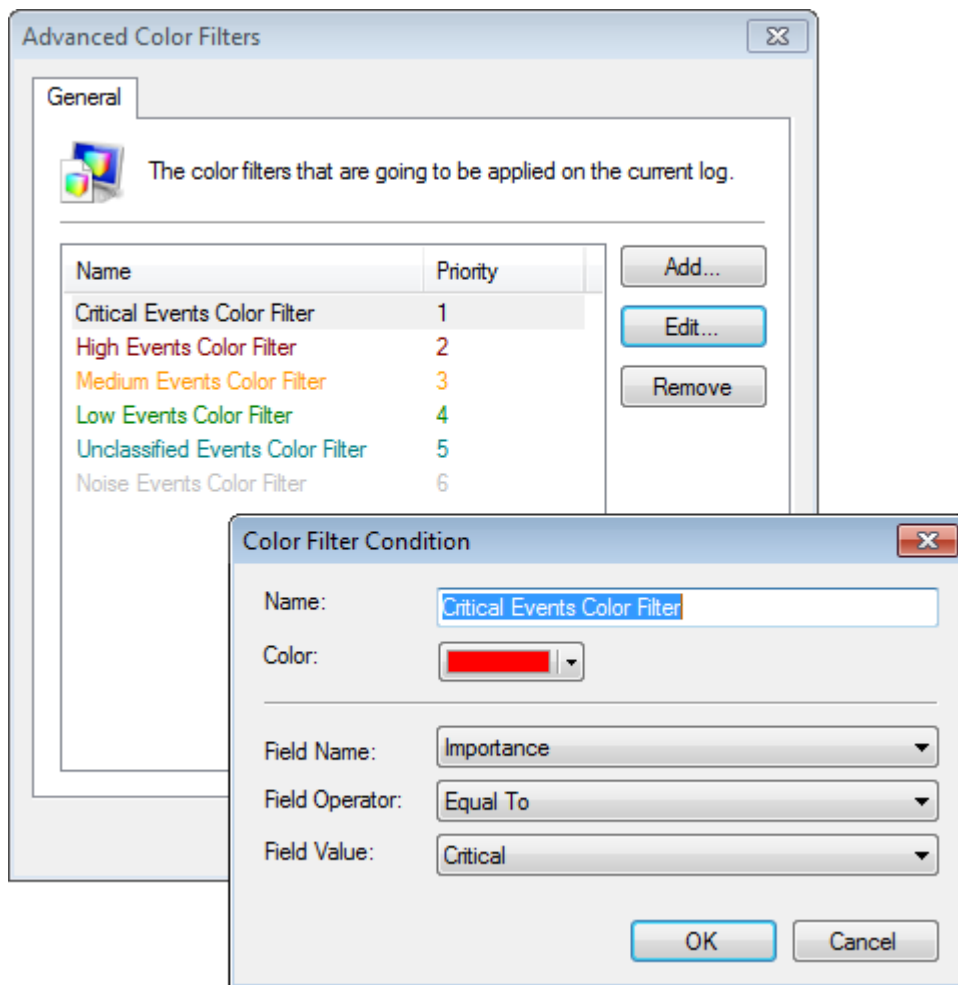 Advanced Color Filters
General
The color filters that are going to be applied on the current log.
Name Priority
Critical Events Color Filter 1
High Events Color Filter 2
Medium Events Color Filter 3
Low Events Color Filter 4
Unclassified Events Color Filter 5
Noise Events Color Filter 6
Add...
Edit...
Remove
Color Filter Condition
Name: Critical Events Color Filter
Color:
Field Name: Importance
Field Operator: Equal To
Field Value: Critical
OK Cancel